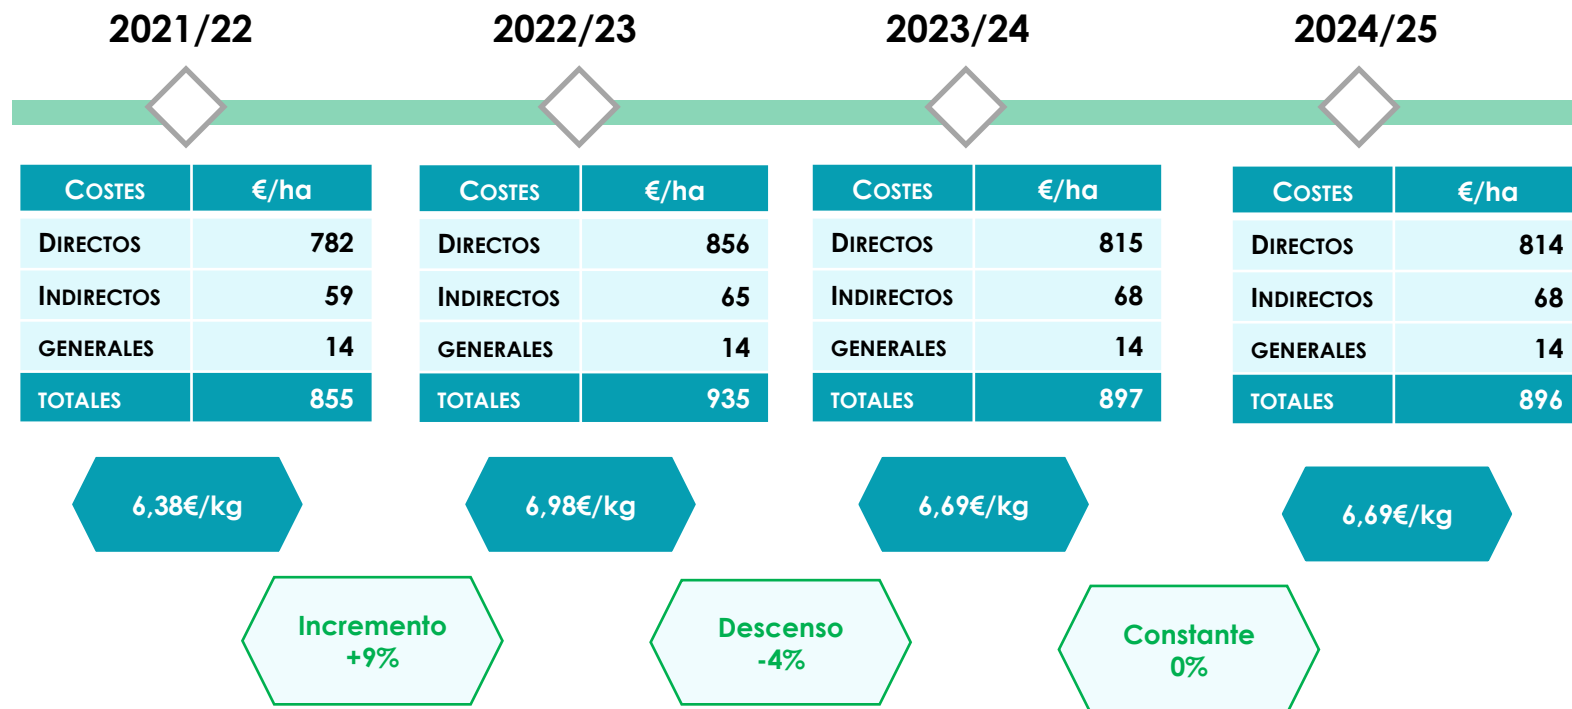 2021/22 2022/23 2023/24 2024/25
COSTES €/ha COSTES €/ha COSTES €/ha COSTES €/ha
DIRECTOS 782 DIRECTOS 856 DIRECTOS 815 DIRECTOS 814
INDIRECTOS 59 INDIRECTOS 65 INDIRECTOS 68 INDIRECTOS 68
GENERALES 14 GENERALES 14 GENERALES 14 GENERALES 14
TOTALES 855 TOTALES 935 TOTALES 897 TOTALES 896
6,38€/kg 6,98€/kg 6,69€/kg 6,69€/kg
Incremento Descenso Constante
+9% -4% 0%